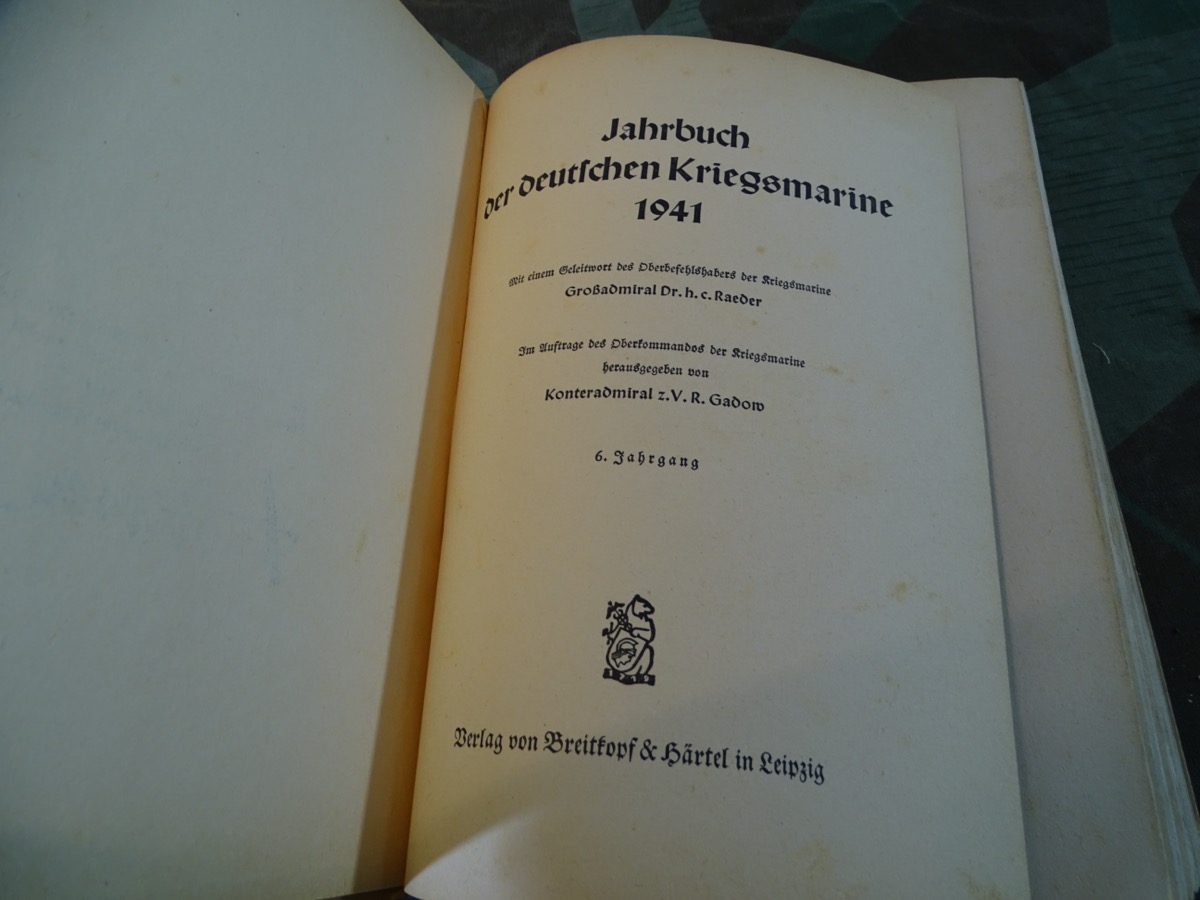 Jahrbuch
der deutschen Kriegsmarine
1941
Mit einem Geleitwort des Oberbefehlshabers der Kriegsmarine
Großadmiral Dr. h. c. Raeder
Im Auftrage des Oberkommandos der Kriegsmarine
herausgegeben von
Konteradmiral z. V. R. Gadow
6. Jahrgang
1719
Verlag von Breitkopf & Härtel in Leipzig